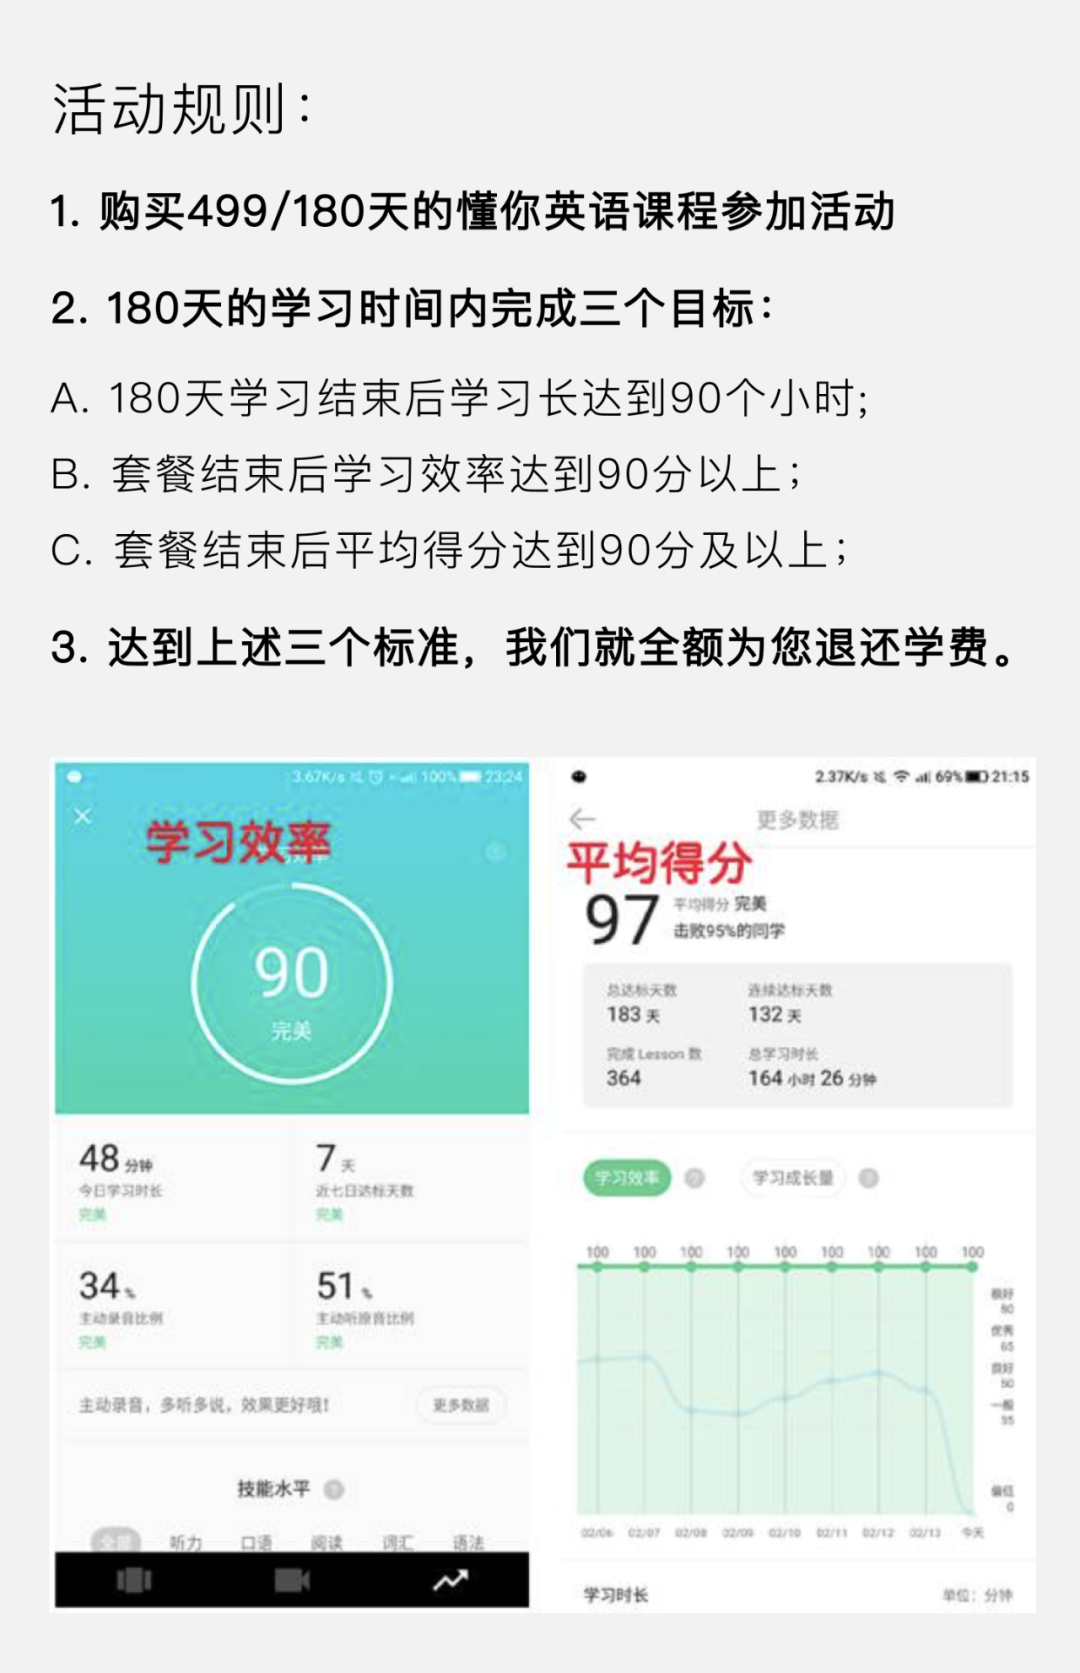 活动规则：
1. 购买499/180天的懂你英语课程参加活动
2. 180天的学习时间内完成三个目标：
A. 180天学习结束后学习长达到90个小时;
B. 套餐结束后学习效率达到90分以上；
C. 套餐结束后平均得分达到90分及以上；
3. 达到上述三个标准，我们就全额为您退还学费。
3.67K/s 100% 23:24
学习效率
90
完美
48 分钟
今日学习时长
完美
7 天
近七日达标天数
完美
34 %
主动录音比例
完美
51 %
主动听原音比例
完美
主动录音，多听多说，效果更好哦！
更多数据
技能水平
全部 听力 口语 阅读 词汇 语法
2.37K/s 69% 21:15
更多数据
平均得分
97 平均得分 完美
击败95%的同学
总达标天数 连续达标天数
183 天 132 天
完成 Lesson 数 总学习时长
364 164 小时 26 分钟
学习效率 学习成长量
100 100 100 100 100 100 100 100 100
极好
80
优秀
65
良好
50
一般
35
偏低
0
02/06 02/07 02/08 02/09 02/10 02/11 02/12 02/13 今天
学习时长 单位：分钟